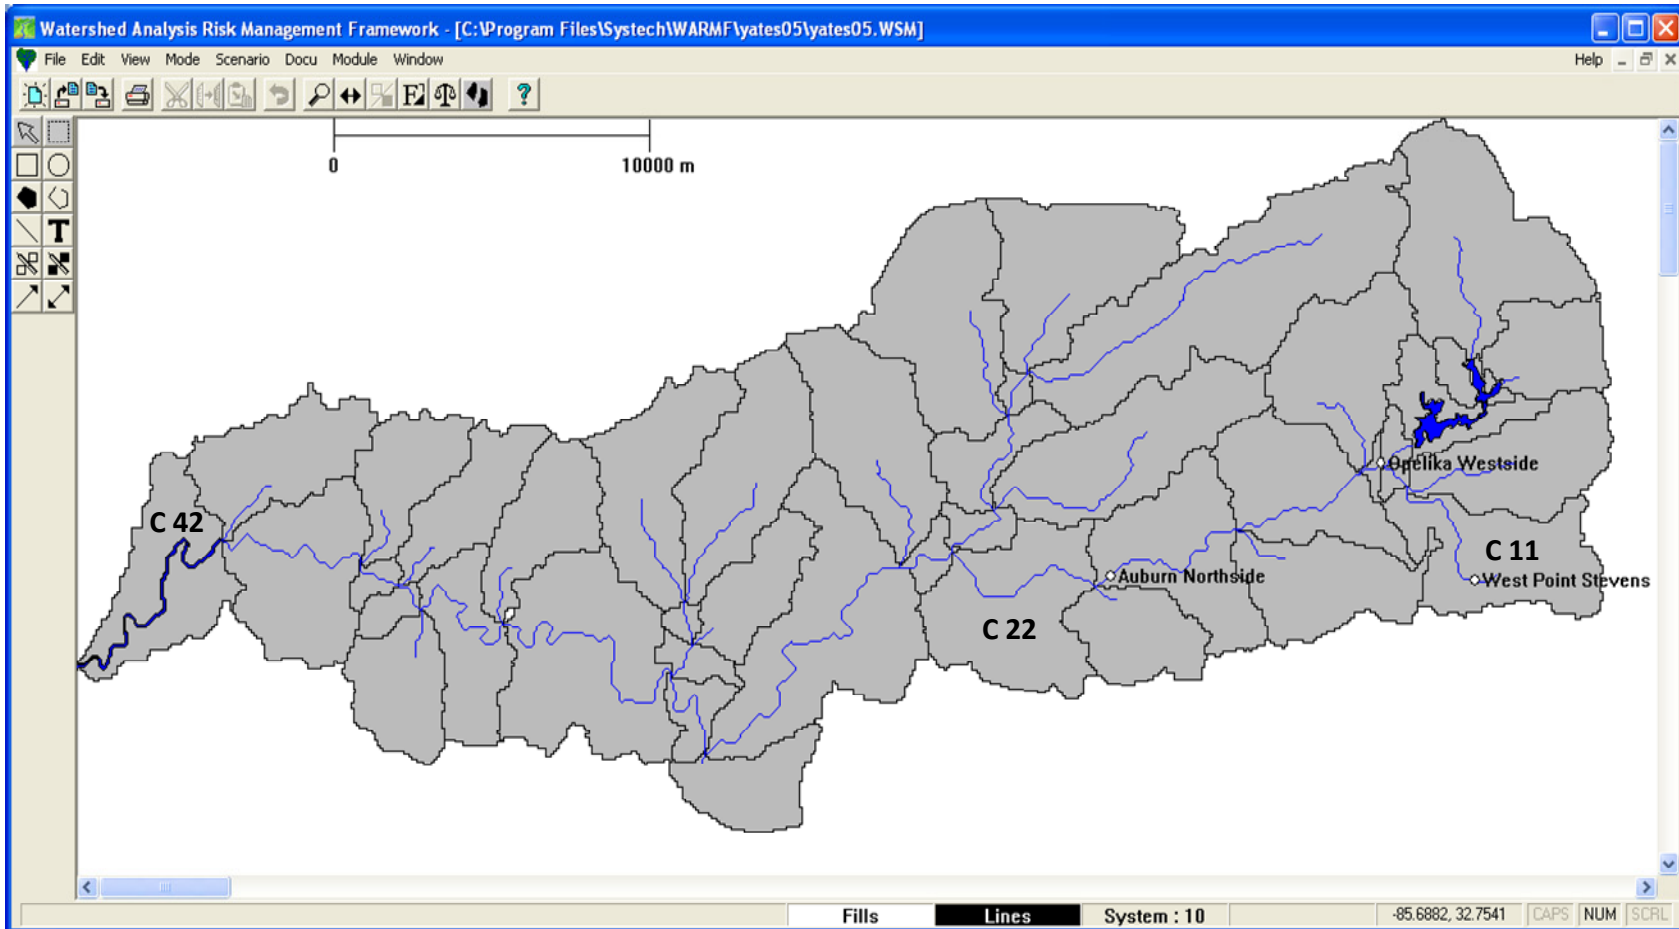 Watershed Analysis Risk Management Framework - [C:\Program Files\Systech\WARMF\yates05\yates05.WSM]
File Edit View Mode Scenario Docu Module Window Help
0 10000 m
Opelika Westside
C 42
C 11
Auburn Northside
West Point Stevens
C 22
Fills Lines System : 10 -85.6882, 32.7541 CAPS NUM SCRL